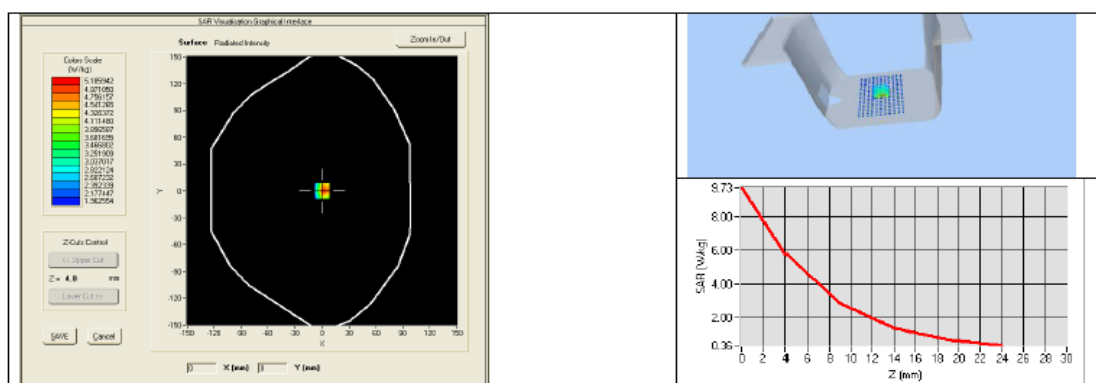 SAR Visualisation Graphical Interface
Surface Radiated Intensity
Zoom In/Out
Colors Scale
(W/kg)
5.185942
4.971050
4.756157
4.541265
4.326372
4.111480
3.896587
3.681695
3.466802
3.251909
3.037017
2.822124
2.607232
2.392339
2.177447
1.962554
Z-Cuts Control
<< Upper Cut
Z = 4.0 mm
Lower Cut >>
SAVE Cancel
150
120
90
60
30
0
-30
-60
-90
-120
-150
Y
-150 -120 -90 -60 -30 0 30 60 90 120 150
X
0 X (mm) 0 Y (mm)
9.73
8.00
6.00
4.00
2.00
0.36
SAR (W/kg)
0 2 4 6 8 10 12 14 16 18 20 22 24 26 28 30
Z (mm)